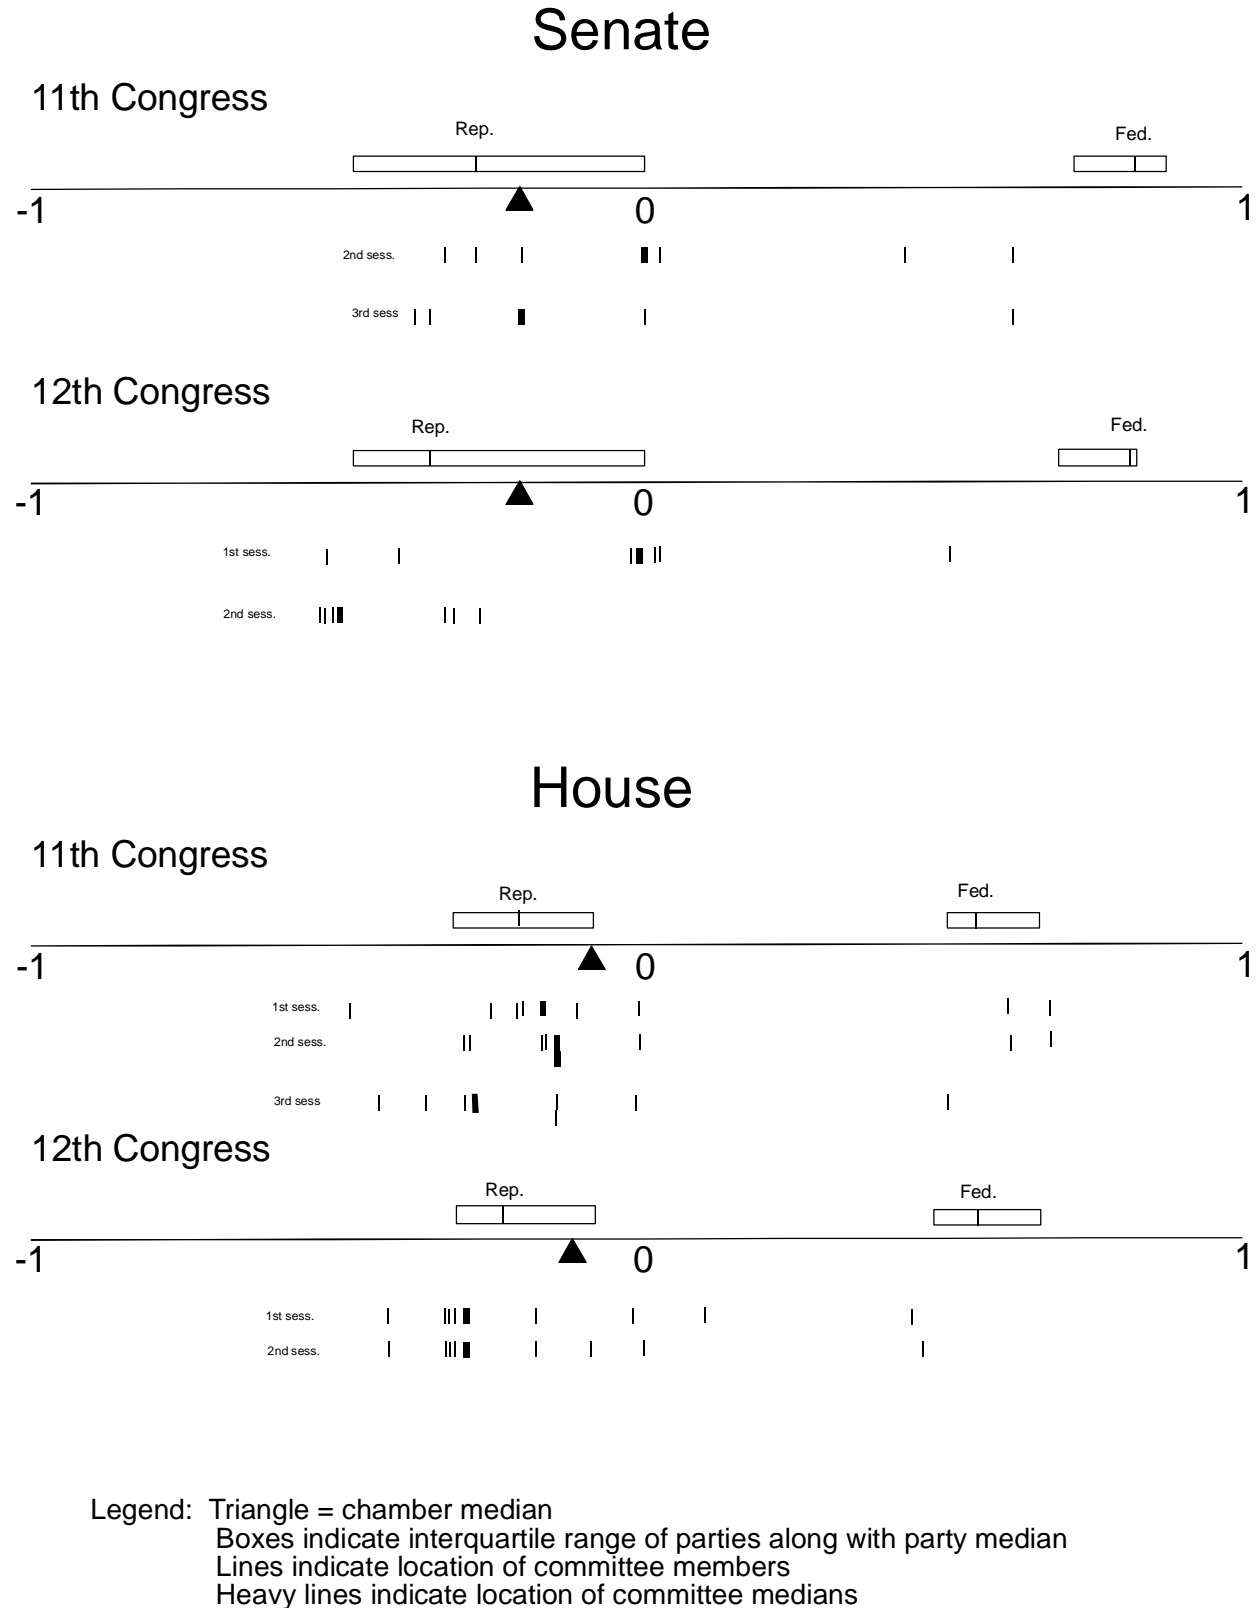 Senate
11th Congress
Rep.
Fed.
-1
0
1
2nd sess.
3rd sess
12th Congress
Rep.
Fed.
-1
0
1
1st sess.
2nd sess.
House
11th Congress
Rep.
Fed.
-1
0
1
1st sess.
2nd sess.
3rd sess
12th Congress
Rep.
Fed.
-1
0
1
1st sess.
2nd sess.
Legend: Triangle = chamber median
Boxes indicate interquartile range of parties along with party median
Lines indicate location of committee members
Heavy lines indicate location of committee medians